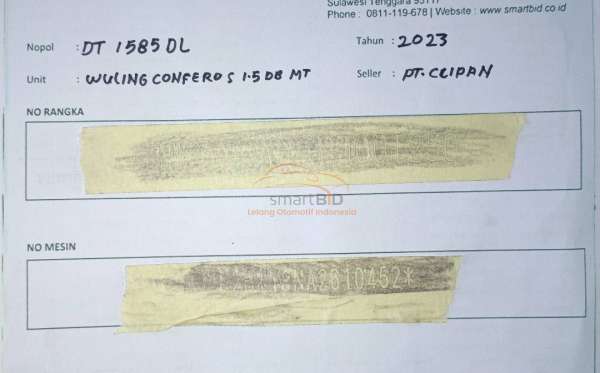 Sulawesi Tenggara 93117
Phone : 0811-119-678 | Website : www smartbid.co.id
Nopol : DT 1585 DL
Tahun : 2023
Unit : WULING CONFERO S 1.5 DB MT
Seller : PT. CLIPAN
NO RANGKA
smartBID
Lelang Otomotif Indonesia
NO MESIN
NA2810452*